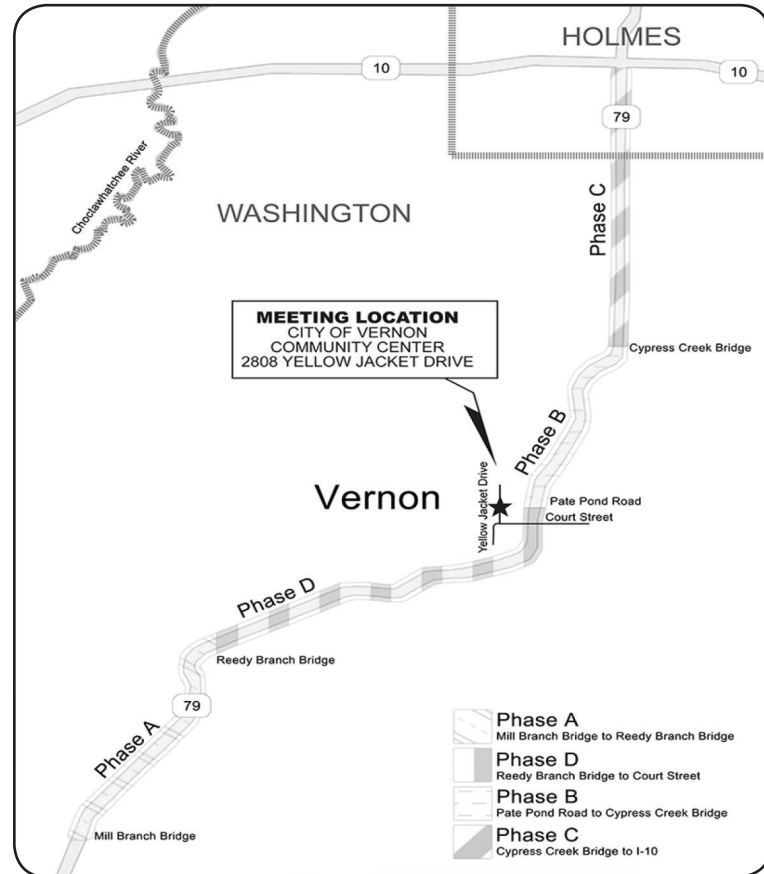 HOLMES
10
10
79
Choctawhatchee River
WASHINGTON
Phase C
MEETING LOCATION
CITY OF VERNON
COMMUNITY CENTER
2808 YELLOW JACKET DRIVE
Cypress Creek Bridge
Phase B
Vernon
Yellow Jacket Drive
Pate Pond Road
Court Street
Phase D
Reedy Branch Bridge
79
Phase A
Mill Branch Bridge
Phase A
Mill Branch Bridge to Reedy Branch Bridge
Phase D
Reedy Branch Bridge to Court Street
Phase B
Pate Pond Road to Cypress Creek Bridge
Phase C
Cypress Creek Bridge to I-10